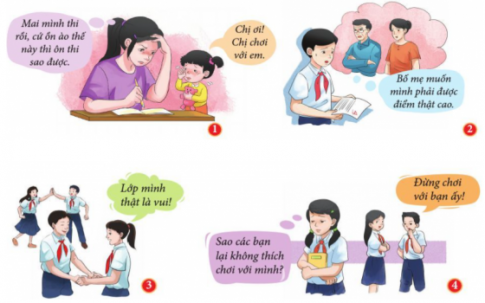 Mai mình thi
rồi, cứ ồn ào thế
này thì ôn thi
sao được.
Chị ơi!
Chị chơi
với em.
1
Bố mẹ muốn
mình phải được
điểm thật cao.
2
Lớp mình
thật là vui!
3
Sao các bạn
lại không thích
chơi với mình?
Đừng chơi
với bạn ấy!
4